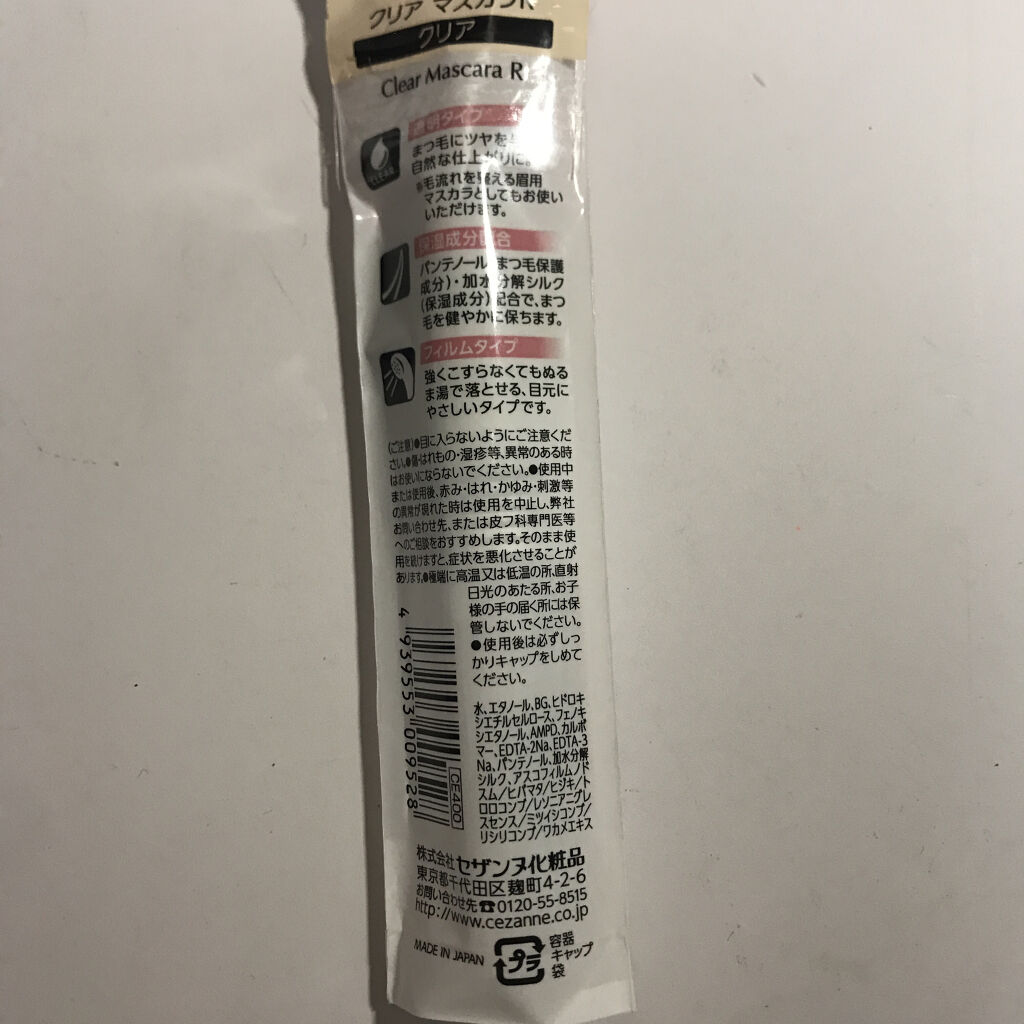 クリア マスカラR
クリア
Clear Mascara R
透明タイプ
まつ毛にツヤを
自然な仕上がりに。
CLEAR
※毛流れを整える眉用
マスカラとしてもお使い
いただけます。
保湿成分配合
パンテノール(まつ毛保護
成分)・加水分解シルク
(保湿成分)配合で、まつ
毛を健やかに保ちます。
フィルムタイプ
強くこすらなくてもぬる
ま湯で落とせる、目元に
やさしいタイプです。
〈ご注意〉●目に入らないようにご注意くだ
さい。●傷・はれもの・湿疹等、異常のある時
はお使いにならないでください。●使用中
または使用後、赤み・はれ・かゆみ・刺激等
の異常が現れた時は使用を中止し、弊社
お問い合わせ先、または皮フ科専門医等
へのご相談をおすすめします。そのまま使
用を続けますと、症状を悪化させることが
あります。●極端に高温又は低温の所、直射
日光のあたる所、お子
様の手の届く所には保
管しないでください。
●使用後は必ずしっ
かりキャップをしめて
ください。
4 939553 009528
CE400
水、エタノール、BG、ヒドロキ
シエチルセルロース、フェノキ
シエタノール、AMPD、カルボ
マー、EDTA-2Na、EDTA-3
Na、パンテノール、加水分解
シルク、アスコフィルムノド
スム/ヒバマタ/ヒジキ/ト
ロロコンブ/レッソニアニグレ
スセンス/ミツイシコンブ/
リシリコンブ/ワカメエキス
株式会社セザンヌ化粧品
東京都千代田区麹町4-2-6
お問い合わせ先☎0120-55-8515
http://www.cezanne.co.jp
MADE IN JAPAN
プラ
容器
キャップ
袋